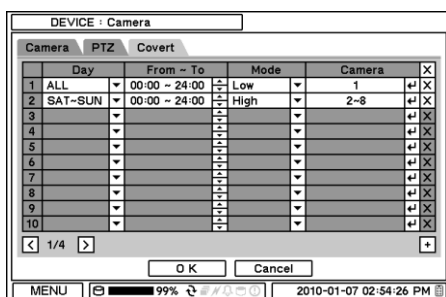 DEVICE : Camera
Camera PTZ Covert
Day From ~ To Mode Camera X
1 ALL 00:00 ~ 24:00 Low 1 X
2 SAT~SUN 00:00 ~ 24:00 High 2~8 X
3 X
4 X
5 X
6 X
7 X
8 X
9 X
10 X
< 1/4 > +
O K Cancel
MENU 99% 2010-01-07 02:54:26 PM